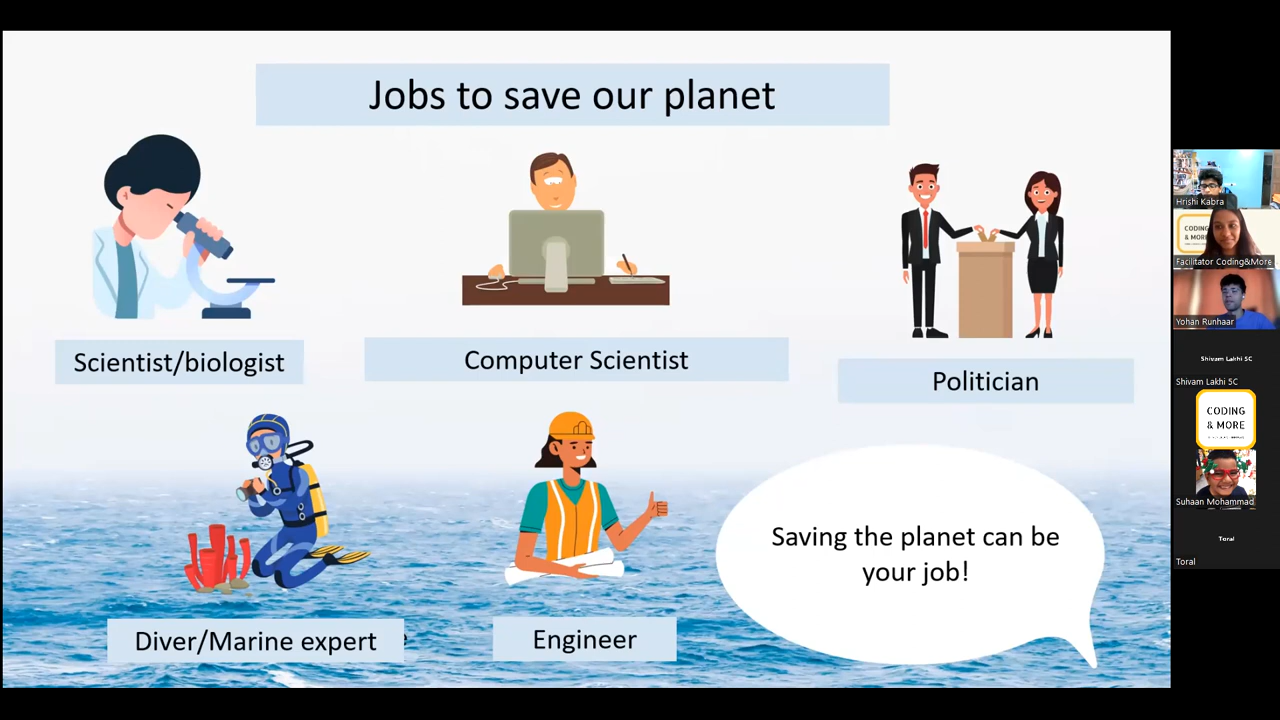 Jobs to save our planet
Scientist/biologist
Computer Scientist
Politician
Diver/Marine expert
Engineer
Saving the planet can be
your job!
Hrishi Kabra
CODING
& MORE
Facilitator Coding&More
Yohan Runhaar
Shivam Lakhi 5C
Shivam Lakhi 5C
CODING
& MORE
Suhaan Mohammad
Toral
Toral